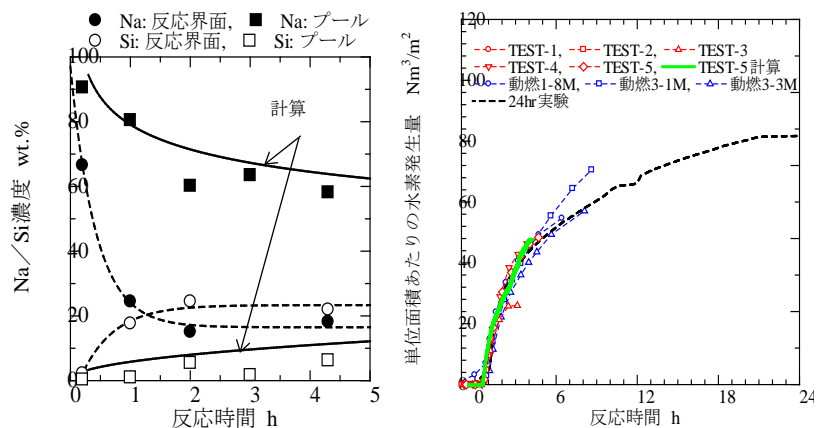 ● Na: 反応界面, ■ Na: プール
○ Si: 反応界面, □ Si: プール
100
80
60
40
20
0
Na／Si濃度 wt.%
計算
0 1 2 3 4 5
反応時間 h
120
100
80
60
40
20
0
単位面積あたりの水素発生量 Nm³/m²
TEST-1, TEST-2, TEST-3
TEST-4, TEST-5, TEST-5計算
動燃1-8M, 動燃3-1M, 動燃3-3M
24hr実験
0 6 12 18 24
反応時間 h